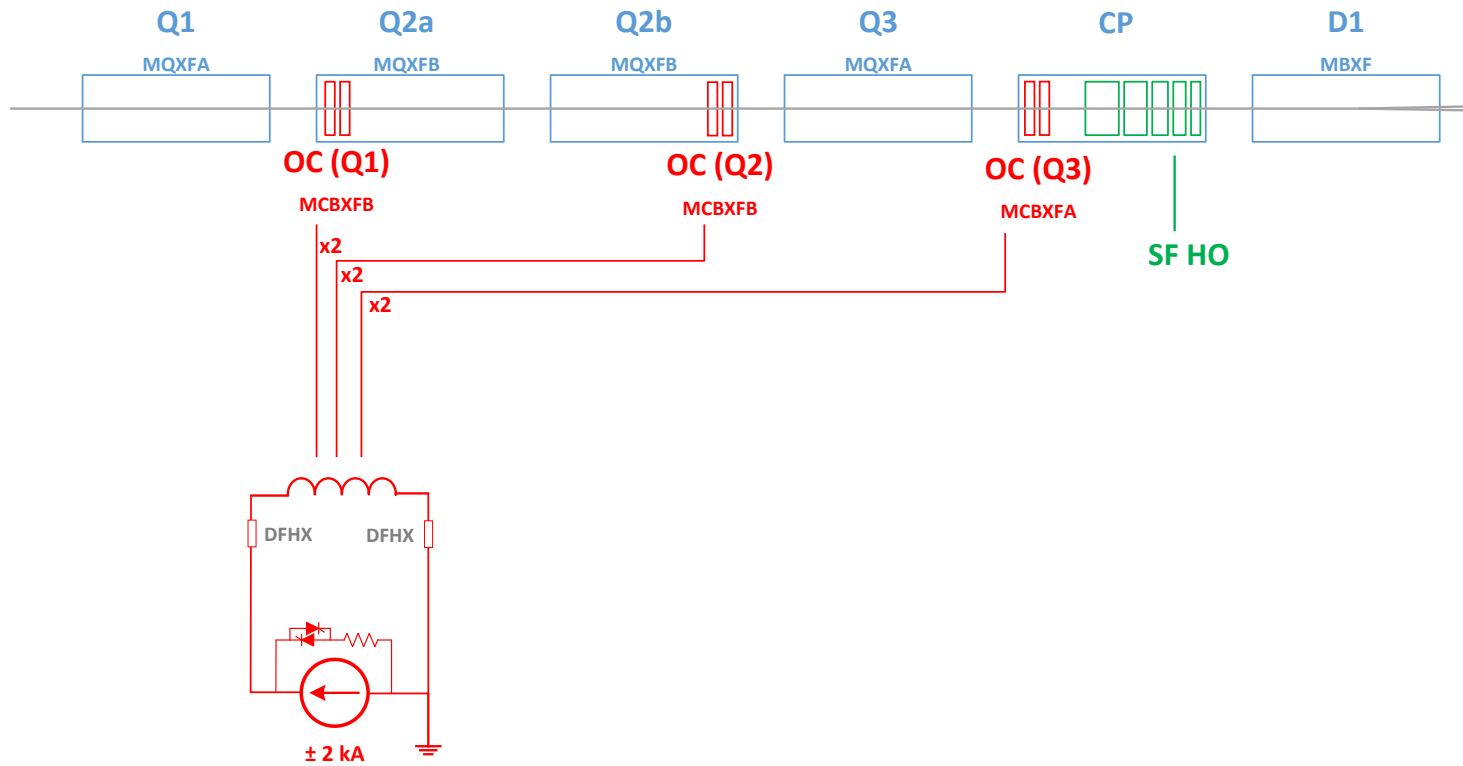 Q1 Q2a Q2b Q3 CP D1
MQXFA MQXFB MQXFB MQXFA MBXF
OC (Q1) OC (Q2) OC (Q3)
MCBXFB MCBXFB MCBXFA
x2
x2
x2
SF HO
DFHX DFHX
± 2 kA